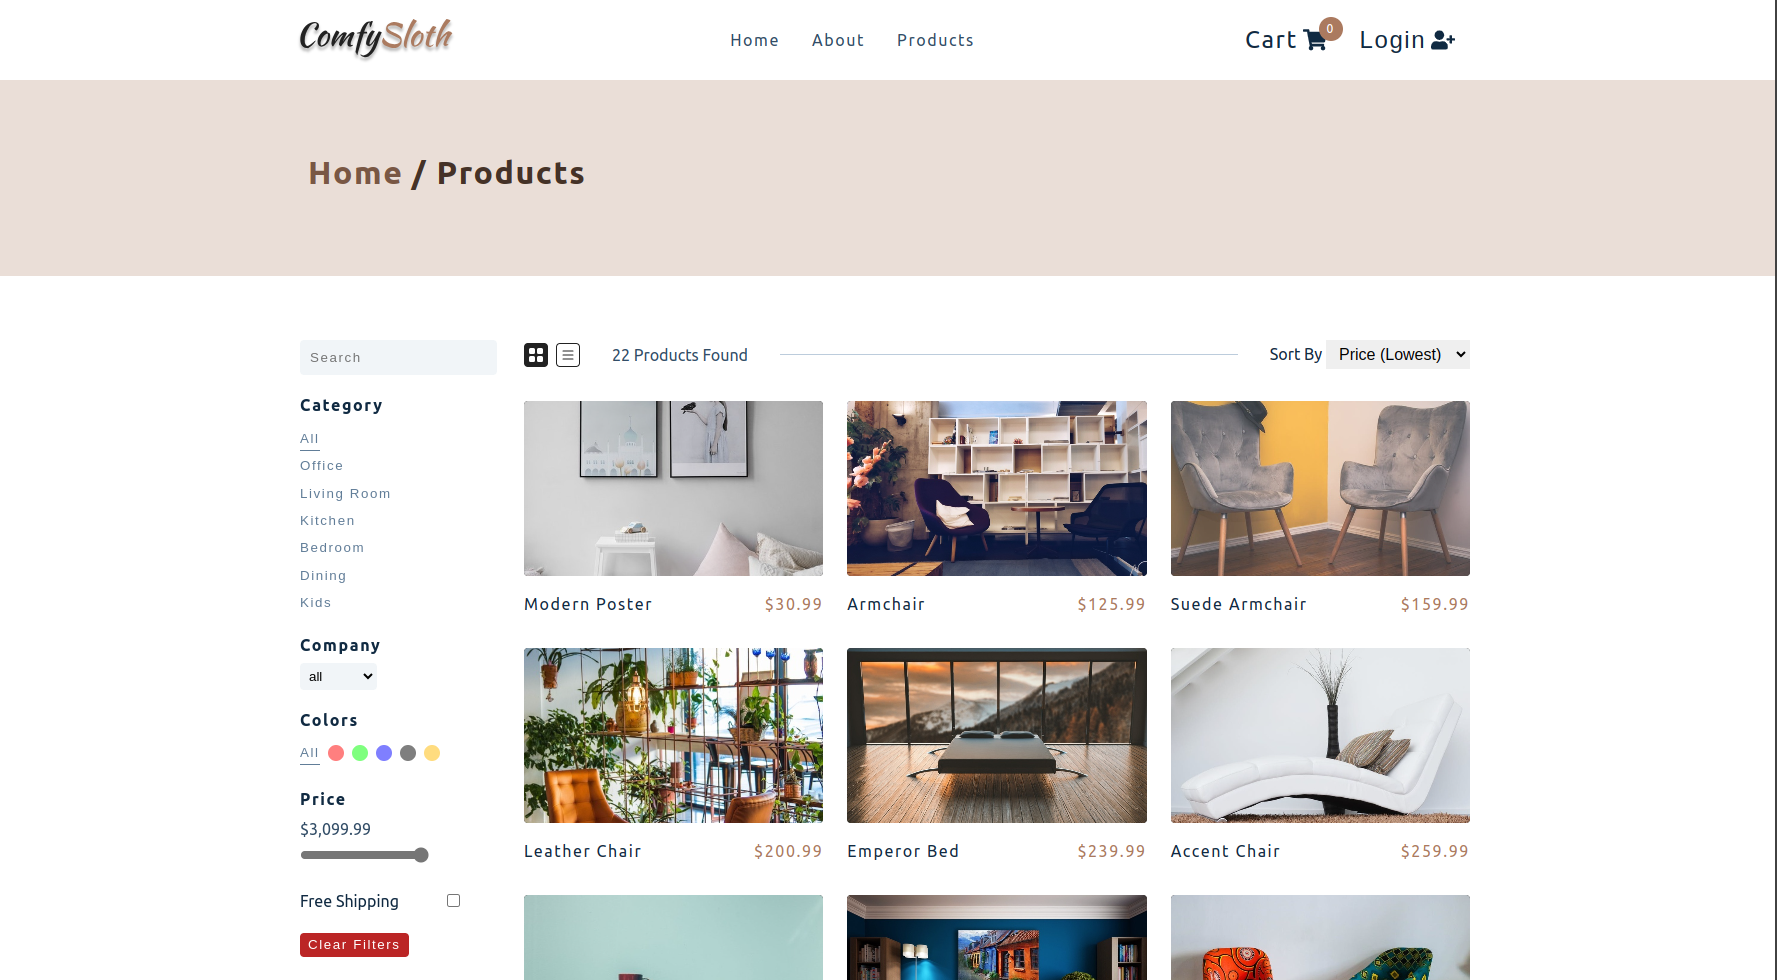 ComfySloth
Home About Products
Cart 0 Login
Home / Products
Search
22 Products Found
Sort By Price (Lowest)
Category
All
Office
Living Room
Kitchen
Bedroom
Dining
Kids
Company
all
Colors
All
Price
$3,099.99
Free Shipping
Clear Filters
Modern Poster $30.99
Armchair $125.99
Suede Armchair $159.99
Leather Chair $200.99
Emperor Bed $239.99
Accent Chair $259.99